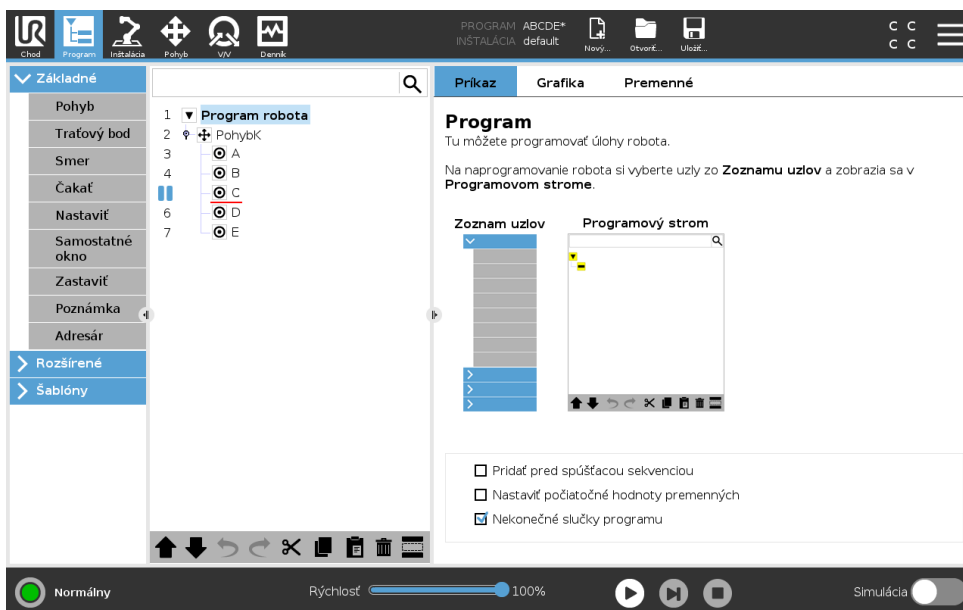 UR
Chod
Program
Inštalácia
Pohyb
V/V
Denník
PROGRAM ABCDE*
INŠTALÁCIA default
Nový...
Otvoriť...
Uložiť...
C C
C C
Základné
Pohyb
Traťový bod
Smer
Čakať
Nastaviť
Samostatné
okno
Zastaviť
Poznámka
Adresár
Rozšírené
Šablóny
1 Program robota
2 PohybK
3 A
4 B
C
6 D
7 E
Príkaz
Grafika
Premenné
Program
Tu môžete programovať úlohy robota.
Na naprogramovanie robota si vyberte uzly zo Zoznamu uzlov a zobrazia sa v
Programovom strome.
Zoznam uzlov
Programový strom
Pridať pred spúšťacou sekvenciou
Nastaviť počiatočné hodnoty premenných
Nekonečné slučky programu
Normálny
Rýchlosť
100%
Simulácia